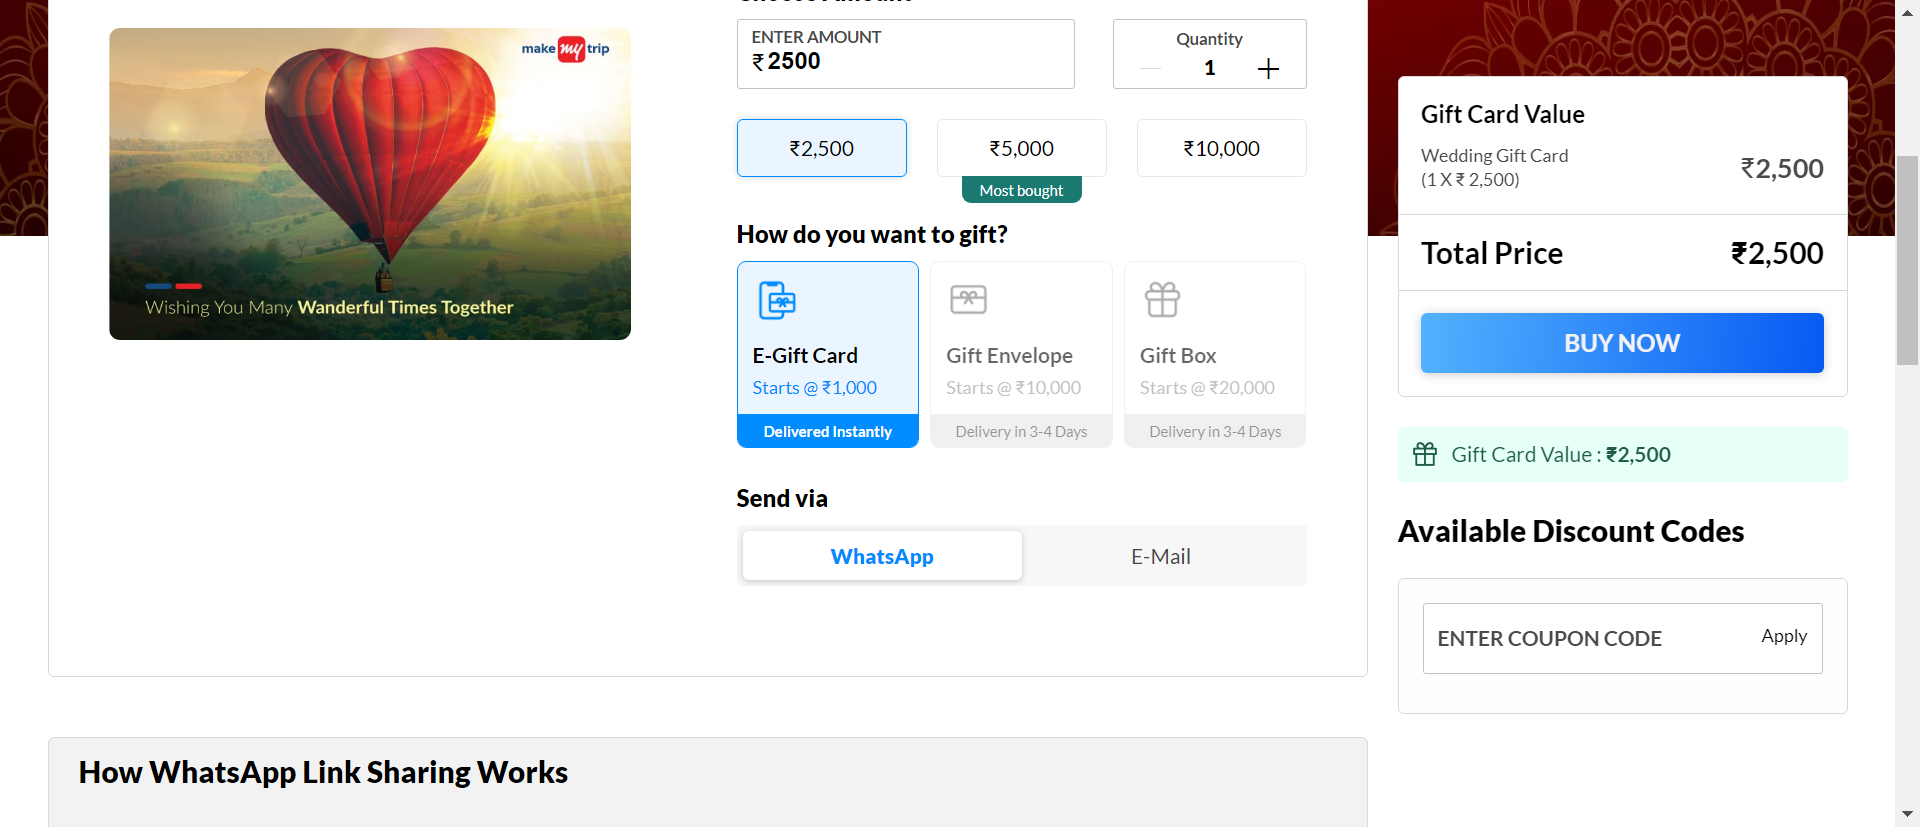 make my trip
Wishing You Many Wanderful Times Together
ENTER AMOUNT
₹ 2500
Quantity
1
₹2,500
₹5,000
₹10,000
Most bought
How do you want to gift?
E-Gift Card
Starts @ ₹1,000
Delivered Instantly
Gift Envelope
Starts @ ₹10,000
Delivery in 3-4 Days
Gift Box
Starts @ ₹20,000
Delivery in 3-4 Days
Send via
WhatsApp
E-Mail
How WhatsApp Link Sharing Works
Gift Card Value
Wedding Gift Card
(1 X ₹ 2,500)
₹2,500
Total Price
₹2,500
BUY NOW
Gift Card Value : ₹2,500
Available Discount Codes
ENTER COUPON CODE
Apply